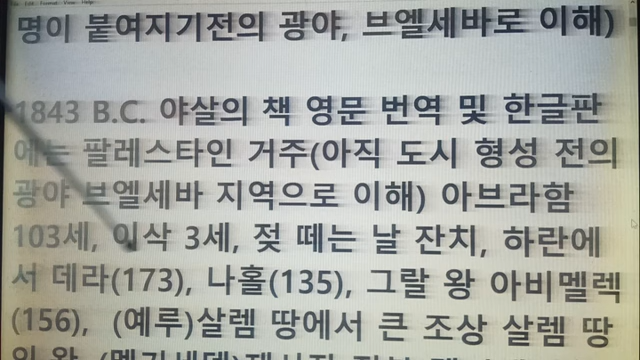 명이 붙여지기전의 광야, 브엘세바로 이해)
1843 B.C. 야살의 책 영문 번역 및 한글판
에는 팔레스타인 거주(아직 도시 형성 전의
광야 브엘세바 지역으로 이해) 아브라함
103세, 이삭 3세, 젖 떼는 날 잔치, 하란에
서 데라(173), 나홀(135), 그랄 왕 아비멜렉
(156), (예루)살렘 땅에서 큰 조상 살렘 땅
의 왕